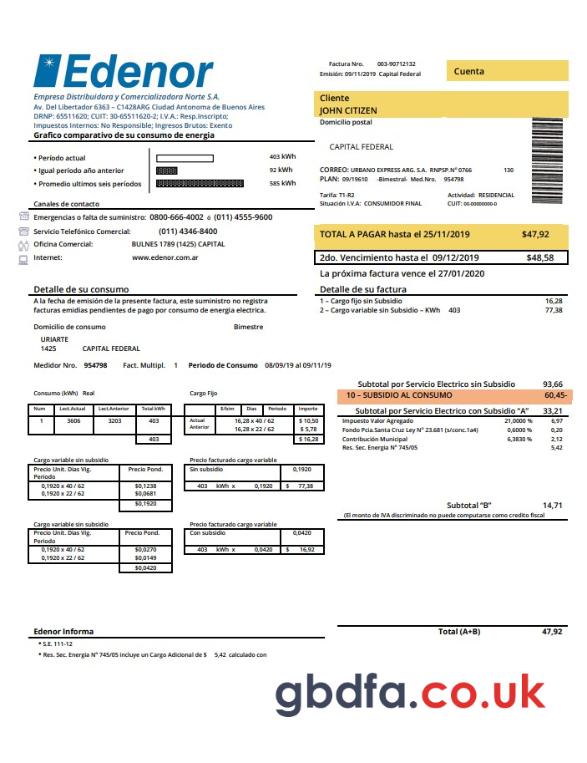 Edenor
Empresa Distribuidora y Comercializadora Norte S.A.
Av. Del Libertador 6363 – C1428ARG Ciudad Antonoma de Buenos Aires
DRNP: 65511620; CUIT: 30-65511620-2; I.V.A.: Resp.Inscripto;
Impuestos Internos: No Responsible; Ingresos Brutos: Exento
Grafico comparativo de su consumo de energia
• Período actual 403 kWh
• Igual período año anterior 92 kWh
• Promedio ultimos seis períodos 585 kWh
Canales de contacto
Emergencias o falta de suministro: 0800-666-4002 o (011) 4555-9600
Servicio Telefónico Comercial: (011) 4346-8400
Oficina Comercial: BULNES 1789 (1425) CAPITAL
Internet: www.edenor.com.ar
Factura Nro. 003-90712132
Emisión: 09/11/2019 Capital Federal
Cuenta
Cliente
JOHN CITIZEN
Domicilio postal
CAPITAL FEDERAL
CORREO: URBANO EXPRESS ARG. S.A. RNPSP.Nº 0766 130
PLAN: 09/19610 -Bimestral- Med.Nro. 954798
Tarifa: T1-R2 Actividad: RESIDENCIAL
Situación I.V.A: CONSUMIDOR FINAL CUIT: 00-00000000-0
TOTAL A PAGAR hasta el 25/11/2019 $47,92
2do. Vencimiento hasta el 09/12/2019 $48,58
La próxima factura vence el 27/01/2020
Detalle de su consumo
A la fecha de emisión de la presente factura, este suministro no registra
facturas emidias pendientes de pago por consumo de energia electrica.
Domicilio de consumo Bimestre
URIARTE
1425 CAPITAL FEDERAL
Medidor Nro. 954798 Fact. Multipl. 1 Periodo de Consumo 08/09/19 al 09/11/19
Detalle de su factura
1 – Cargo fijo sin Subsidio 16,28
2 – Cargo variable sin Subsidio – KWh 403 77,38
Subtotal por Servicio Electrico sin Subsidio 93,66
10 – SUBSIDIO AL CONSUMO 60,45-
Subtotal por Servicio Electrico con Subsidio "A" 33,21
Impuesto Valor Agregado 21,0000 % 6,97
Fondo Pcia.Santa Cruz Ley Nº 23.681 (s/conc.1a4) 0,6000 % 0,20
Contribución Municipal 6,3830 % 2,12
Res. Sec. Energia Nº 745/05 5,42
Subtotal "B" 14,71
(El monto de IVA discriminado no puede computarse como credito fiscal
Total (A+B) 47,92
Consumo (kWh) Real
Num Lect.Actual Lect.Anterior Total kWh
1 3606 3203 403
403
Cargo Fijo
$/bim Dias Periodo Importe
Actual 16,28 x 40 / 62 $ 10,50
Anterior 16,28 x 22 / 62 $ 5,78
$ 16,28
Cargo variable sin subsidio
Precio Unit. Dias Vig. Periodo Precio Pond.
0,1920 x 40 / 62 $0,1238
0,1920 x 22 / 62 $0,0681
$0,1920
Precio facturado cargo variable
Sin subsidio 0,1920
403 kWh x 0,1920 $ 77,38
Cargo variable sin subsidio
Precio Unit. Dias Vig. Periodo Precio Pond.
0,1920 x 40 / 62 $0,0270
0,1920 x 22 / 62 $0,0149
$0,0420
Precio facturado cargo variable
Con subsidio 0,0420
403 kWh x 0,0420 $ 16,92
Edenor Informa
• S.E. 111-12
• Res. Sec. Energia Nº 745/05 incluye un Cargo Adicional de $ 5,42 calculado con
gbdfa.co.uk